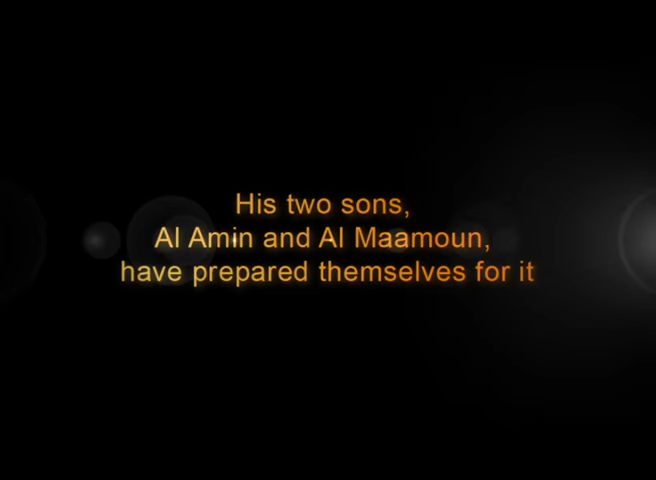 His two sons,
Al Amin and Al Maamoun,
have prepared themselves for it